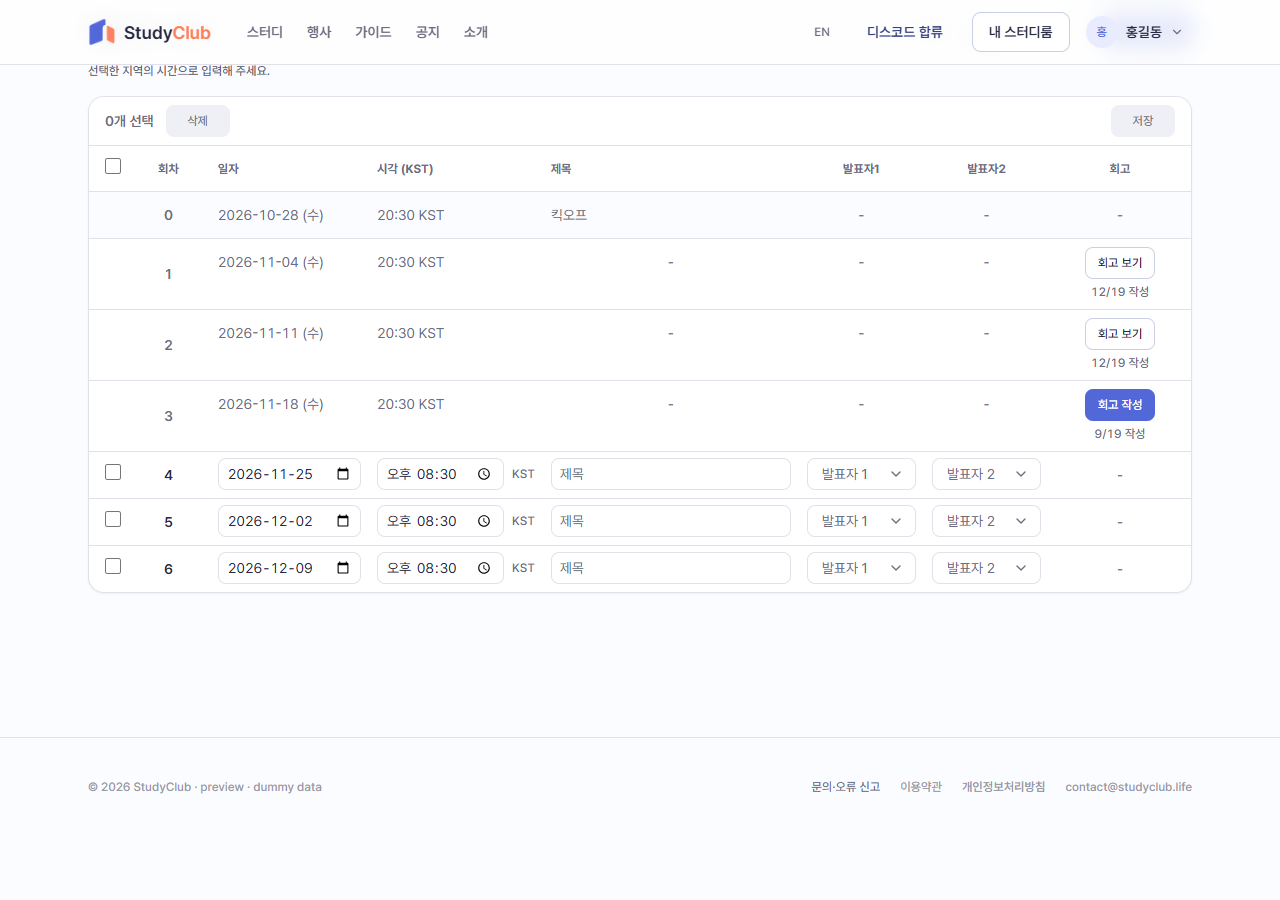 StudyClub 스터디 행사 가이드 공지 소개 EN 디스코드 합류 내 스터디룸 홍 홍길동
선택한 지역의 시간으로 입력해 주세요.
0개 선택 삭제 저장
회차 일자 시각 (KST) 제목 발표자1 발표자2 회고
0 2026-10-28 (수) 20:30 KST 킥오프 - - -
1 2026-11-04 (수) 20:30 KST - - - 회고 보기
12/19 작성
2 2026-11-11 (수) 20:30 KST - - - 회고 보기
12/19 작성
3 2026-11-18 (수) 20:30 KST - - - 회고 작성
9/19 작성
4 2026-11-25 오후 08:30 KST 제목 발표자 1 발표자 2 -
5 2026-12-02 오후 08:30 KST 제목 발표자 1 발표자 2 -
6 2026-12-09 오후 08:30 KST 제목 발표자 1 발표자 2 -
© 2026 StudyClub · preview · dummy data 문의·오류 신고 이용약관 개인정보처리방침 contact@studyclub.life